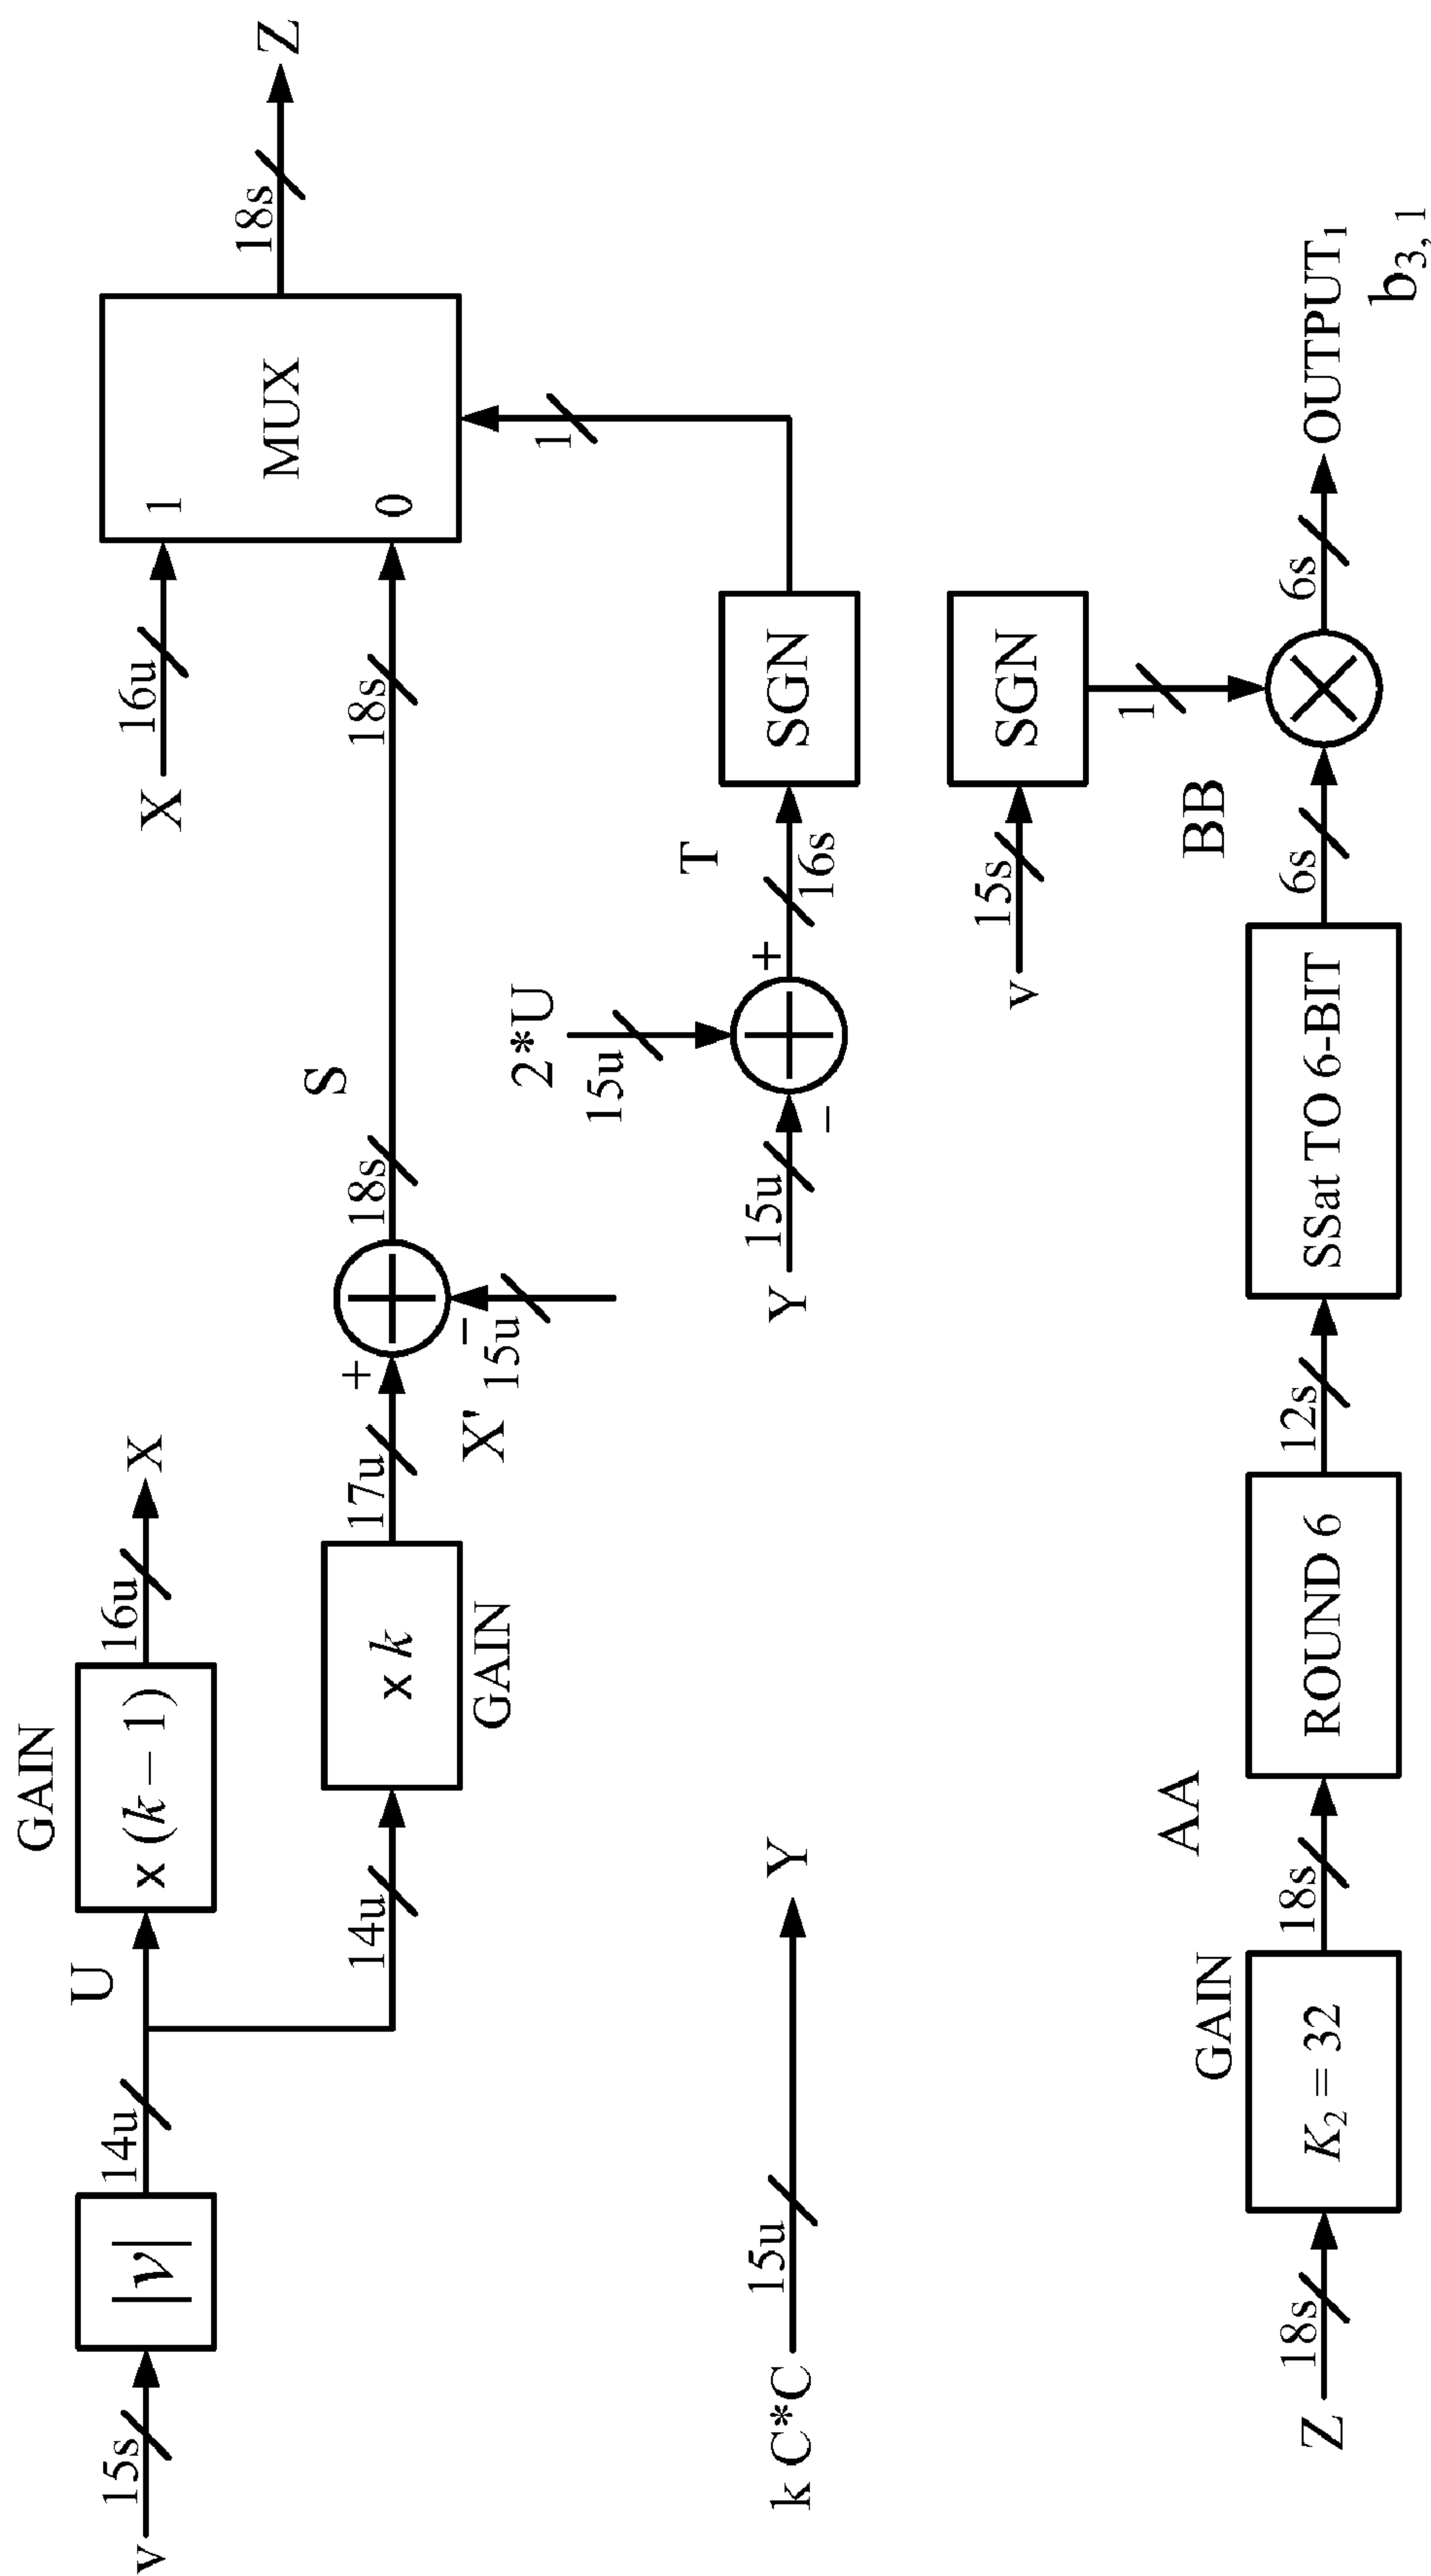 GAIN
v
15s
|v|
14u
U
x (k – 1)
16u
X
14u
x k
GAIN
17u
+
–
X'
15u
18s
S
18s
X
16u
1
0
MUX
18s
Z
k C*C
15u
Y
Y
15u
–
2*U
15u
+
T
16s
SGN
1
v
15s
SGN
1
Z
18s
GAIN
K2 = 32
18s
AA
ROUND 6
12s
SSat TO 6-BIT
6s
BB
6s
OUTPUT1
b3, 1